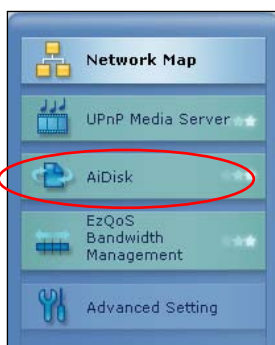 Network Map
UPnP Media Server
AiDisk
EzQoS
Bandwidth
Management
Advanced Setting